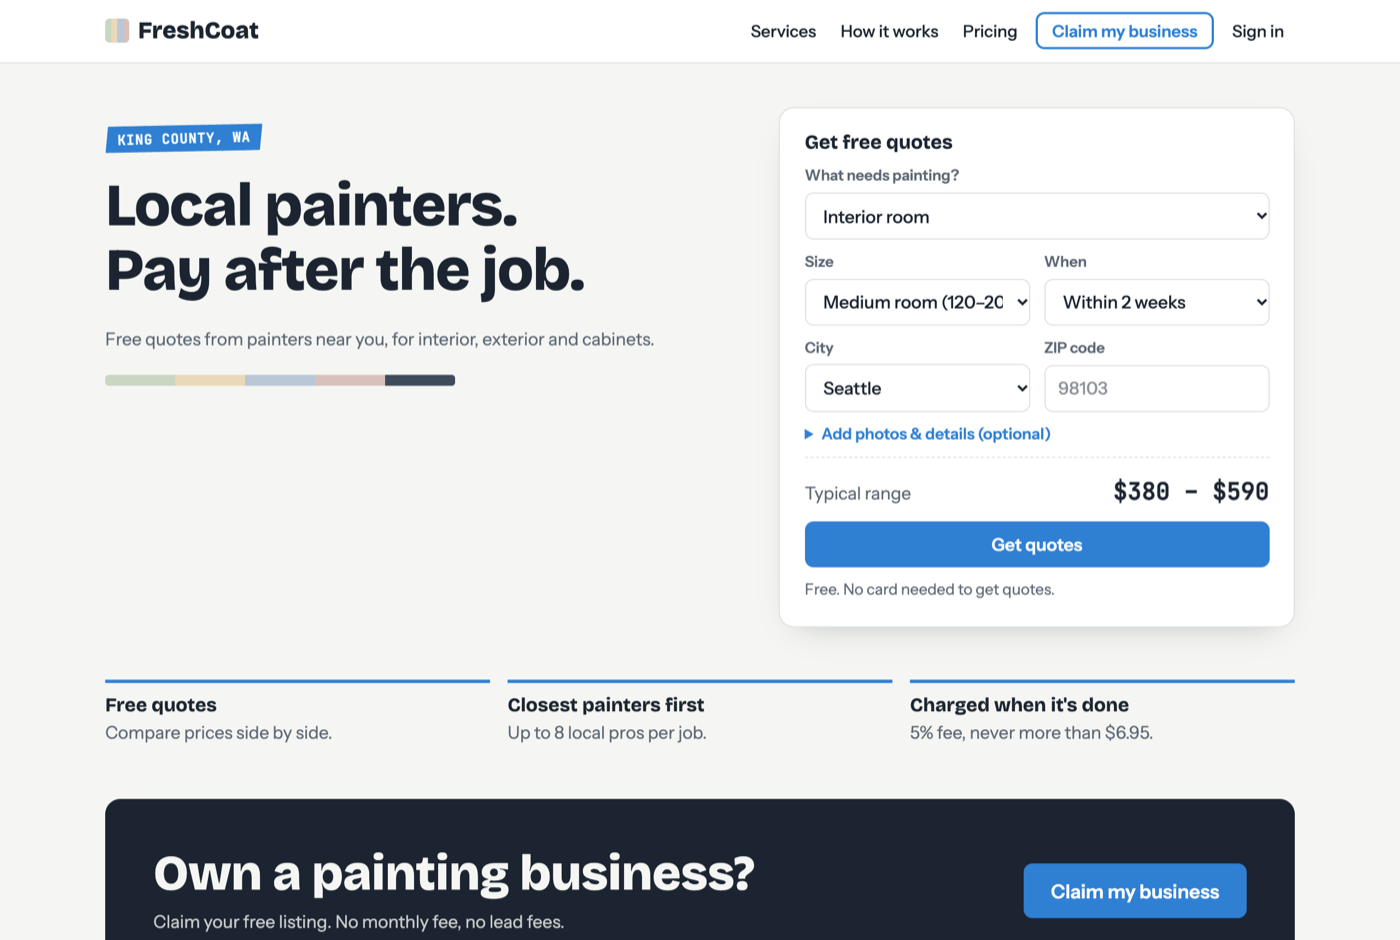 FreshCoat
Services
How it works
Pricing
Claim my business
Sign in
KING COUNTY, WA
Local painters.
Pay after the job.
Free quotes from painters near you, for interior, exterior and cabinets.
Get free quotes
What needs painting?
Interior room
Size
When
Medium room (120–20
Within 2 weeks
City
ZIP code
Seattle
98103
Add photos & details (optional)
Typical range
$380 – $590
Get quotes
Free. No card needed to get quotes.
Free quotes
Compare prices side by side.
Closest painters first
Up to 8 local pros per job.
Charged when it's done
5% fee, never more than $6.95.
Own a painting business?
Claim your free listing. No monthly fee, no lead fees.
Claim my business